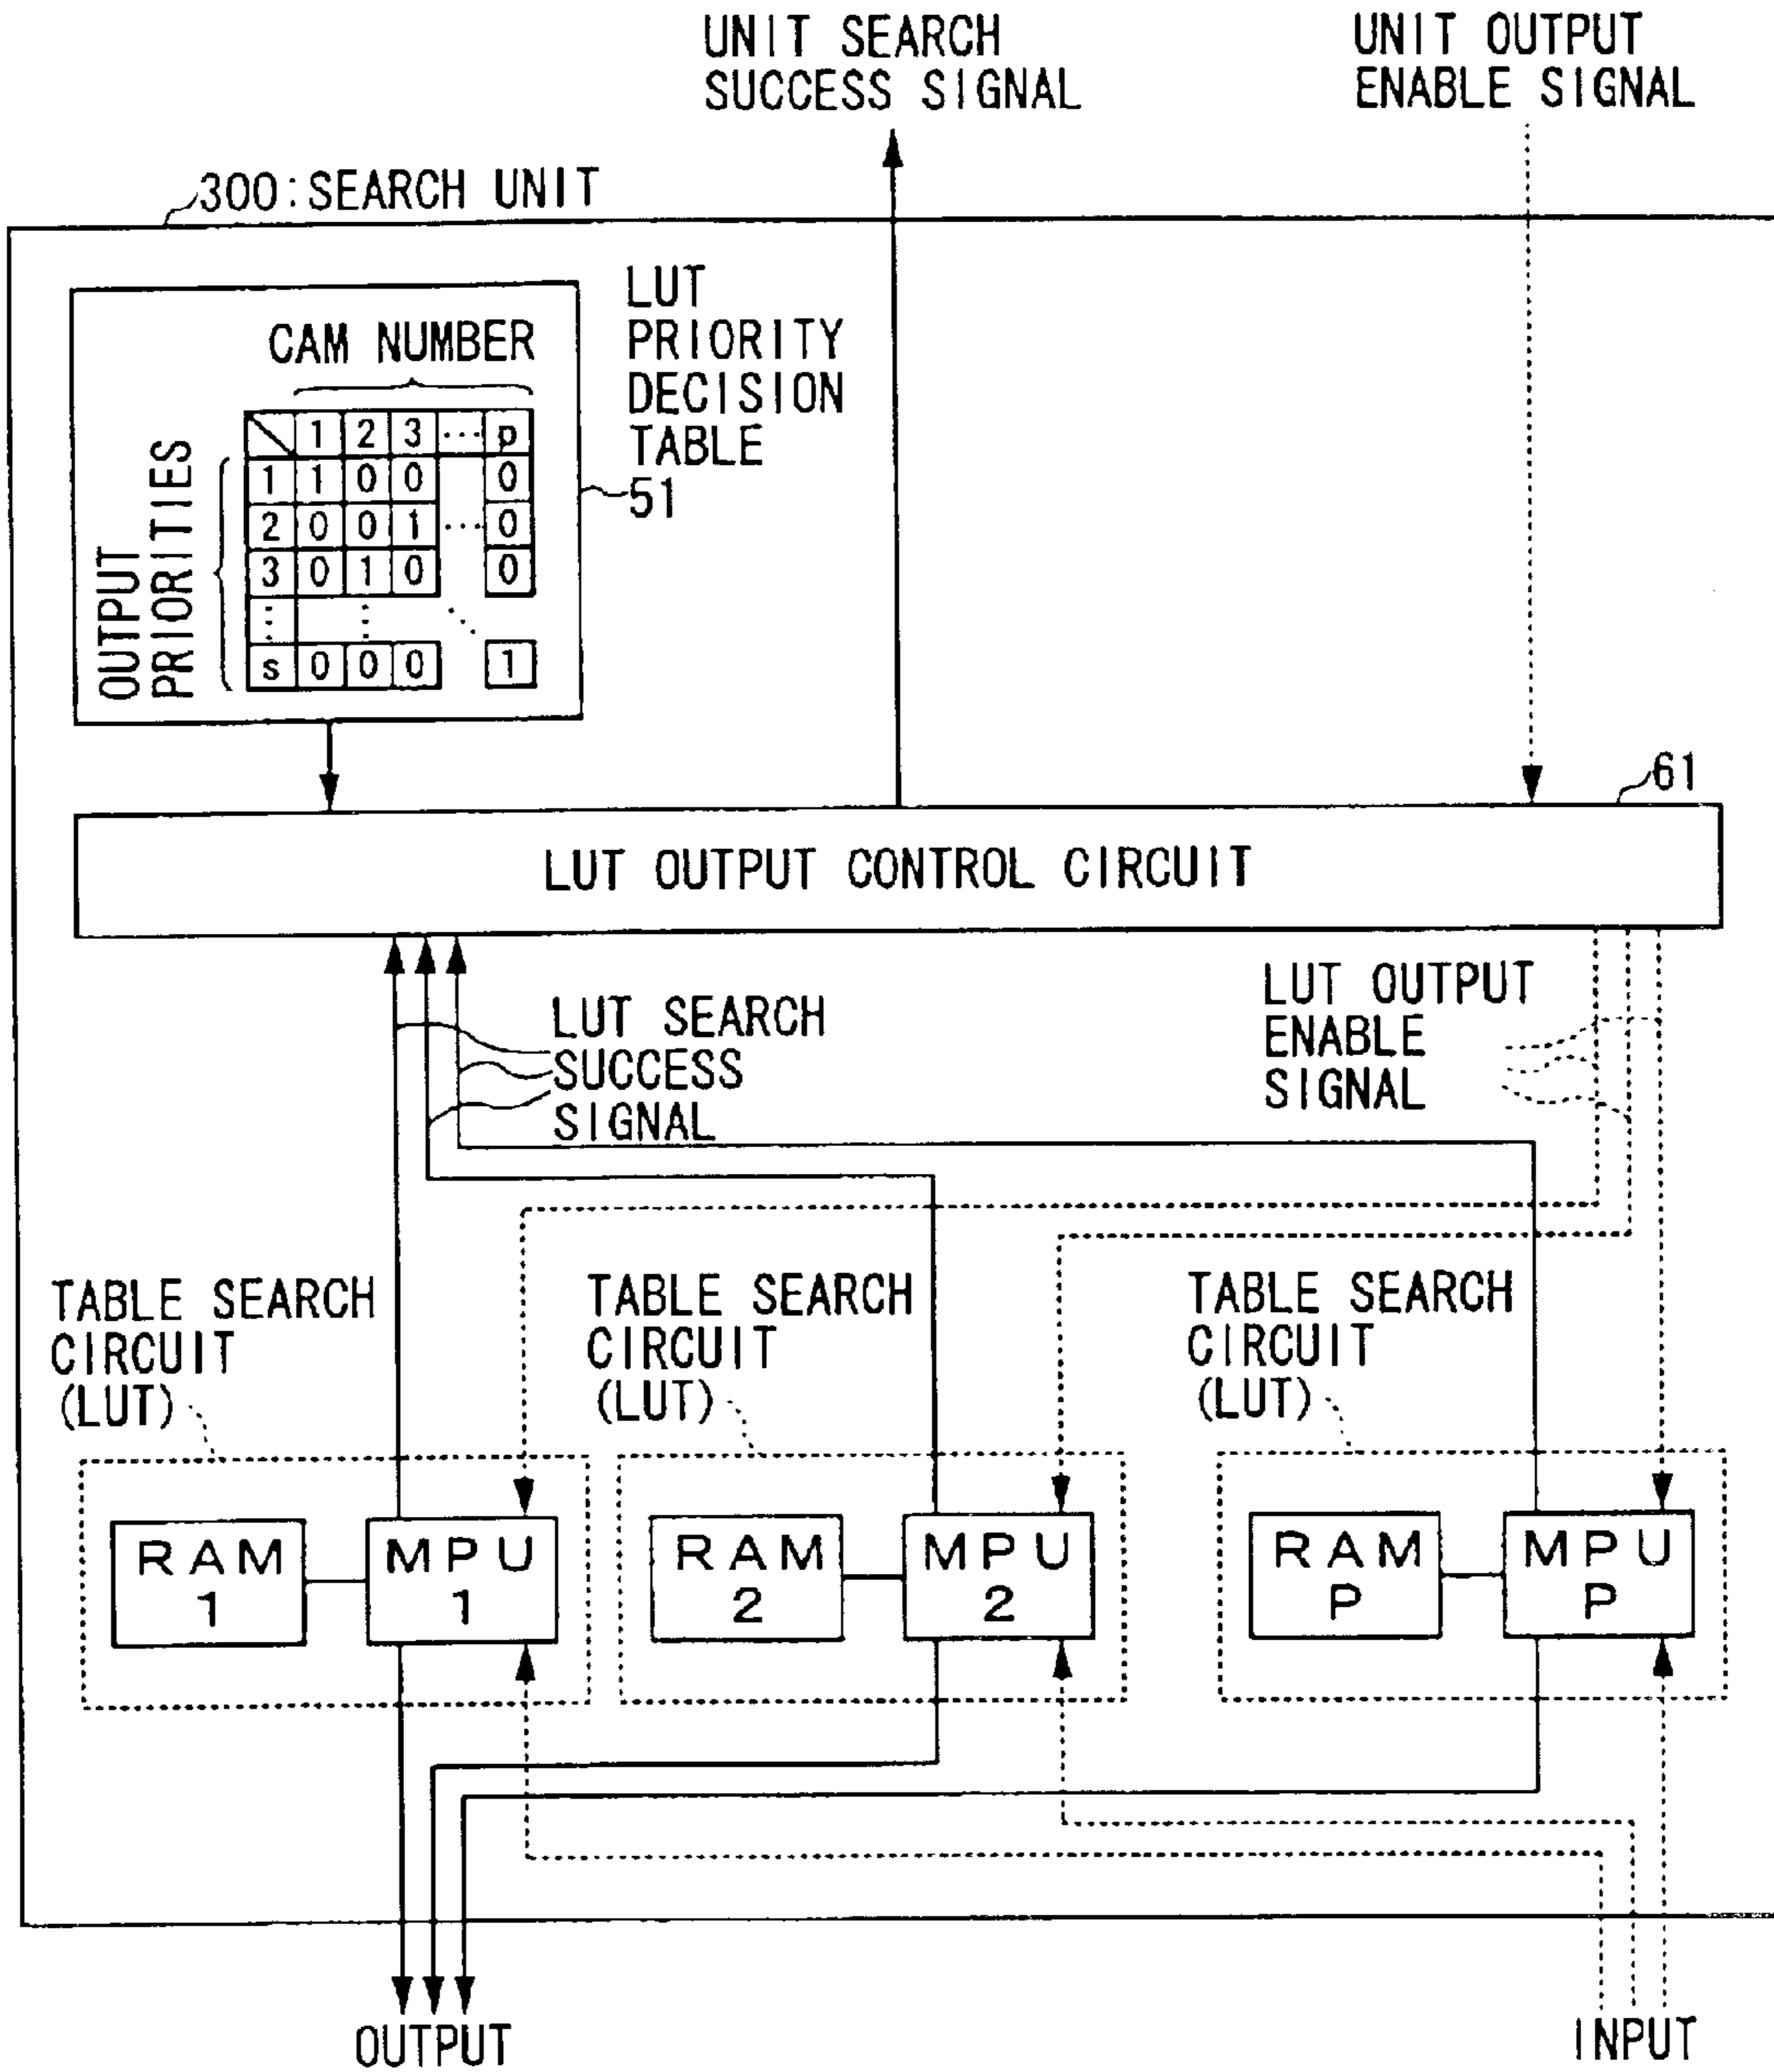 UNIT SEARCH
SUCCESS SIGNAL
UNIT OUTPUT
ENABLE SIGNAL
300:SEARCH UNIT
LUT
PRIORITY
DECISION
TABLE
51
CAM NUMBER
OUTPUT
PRIORITIES
1 2 3 ... p
1 1 0 0 0
2 0 0 1 ... 0
3 0 1 0 0
s 0 0 0 1
61
LUT OUTPUT CONTROL CIRCUIT
LUT SEARCH
SUCCESS
SIGNAL
LUT OUTPUT
ENABLE
SIGNAL
TABLE SEARCH
CIRCUIT
(LUT)
TABLE SEARCH
CIRCUIT
(LUT)
TABLE SEARCH
CIRCUIT
(LUT)
RAM
1
MPU
1
RAM
2
MPU
2
RAM
P
MPU
P
OUTPUT
INPUT